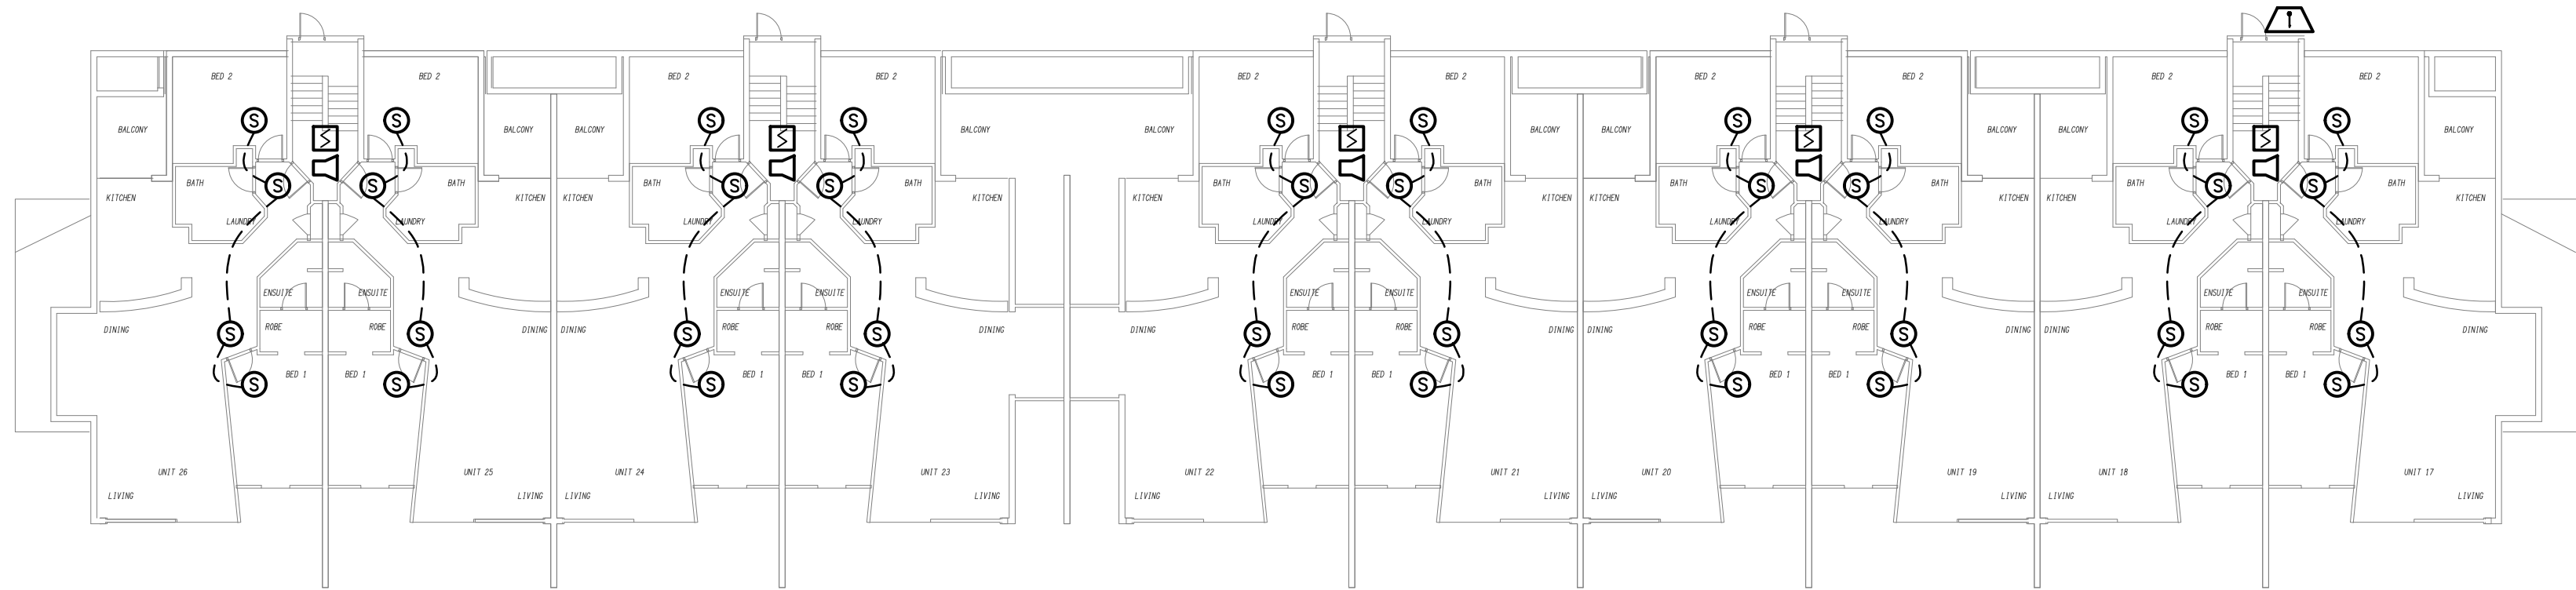 BED 2 BED 2 BED 2 BED 2 BED 2 BED 2 BED 2 BED 2 BED 2 BED 2
S S S S S S S S S S
BALCONY BALCONY BALCONY BALCONY BALCONY BALCONY BALCONY BALCONY BALCONY BALCONY
BATH BATH BATH BATH BATH BATH BATH BATH BATH BATH
S S S S S S S S S S
KITCHEN KITCHEN KITCHEN KITCHEN KITCHEN KITCHEN KITCHEN KITCHEN KITCHEN KITCHEN
LAUNDRY LAUNDRY LAUNDRY LAUNDRY LAUNDRY LAUNDRY LAUNDRY LAUNDRY LAUNDRY LAUNDRY
ENSUITE ENSUITE ENSUITE ENSUITE ENSUITE ENSUITE ENSUITE ENSUITE ENSUITE ENSUITE
ROBE ROBE ROBE ROBE ROBE ROBE ROBE ROBE ROBE ROBE
DINING DINING DINING DINING DINING DINING DINING DINING DINING DINING
S S S S S S S S S S
BED 1 BED 1 BED 1 BED 1 BED 1 BED 1 BED 1 BED 1 BED 1 BED 1
S S S S S S S S S S
UNIT 26 UNIT 25 UNIT 24 UNIT 23 UNIT 22 UNIT 21 UNIT 20 UNIT 19 UNIT 18 UNIT 17
LIVING LIVING LIVING LIVING LIVING LIVING LIVING LIVING LIVING LIVING